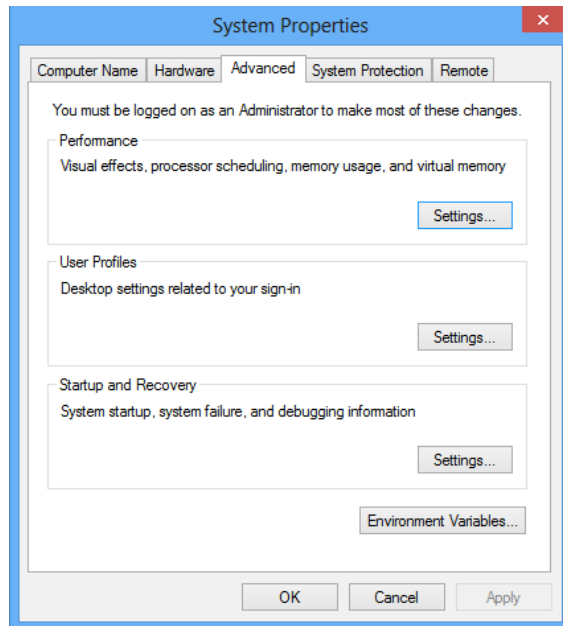 System Properties
Computer Name
Hardware
Advanced
System Protection
Remote
You must be logged on as an Administrator to make most of these changes.
Performance
Visual effects, processor scheduling, memory usage, and virtual memory
Settings...
User Profiles
Desktop settings related to your sign-in
Settings...
Startup and Recovery
System startup, system failure, and debugging information
Settings...
Environment Variables...
OK
Cancel
Apply